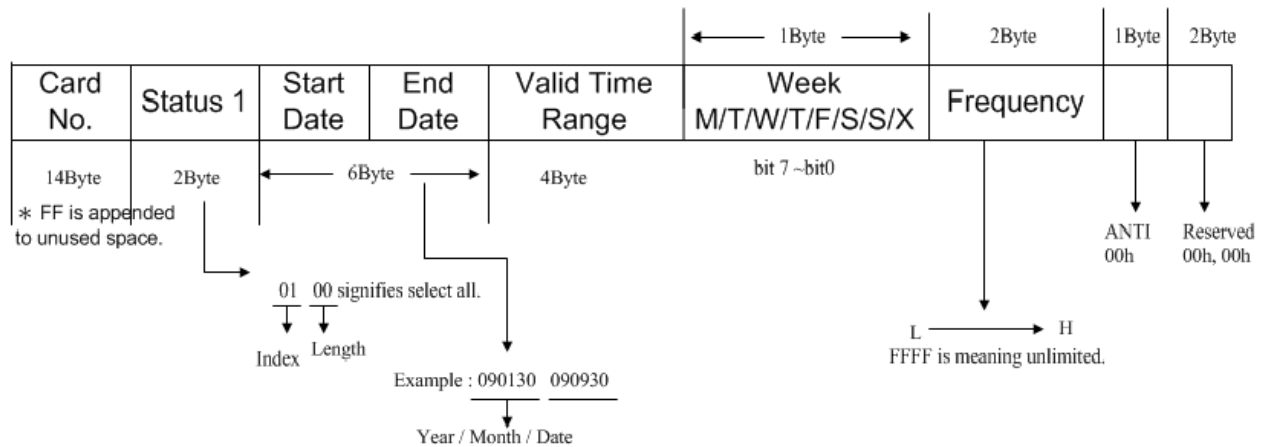 1Byte 2Byte 1Byte 2Byte
Card No. Status 1 Start Date End Date Valid Time Range Week M/T/W/T/F/S/S/X Frequency
14Byte 2Byte 6Byte 4Byte bit 7 ~bit0
* FF is appended
to unused space.
ANTI
00h
Reserved
00h, 00h
01 00 signifies select all.
Index Length
L H
FFFF is meaning unlimited.
Example : 090130 090930
Year / Month / Date